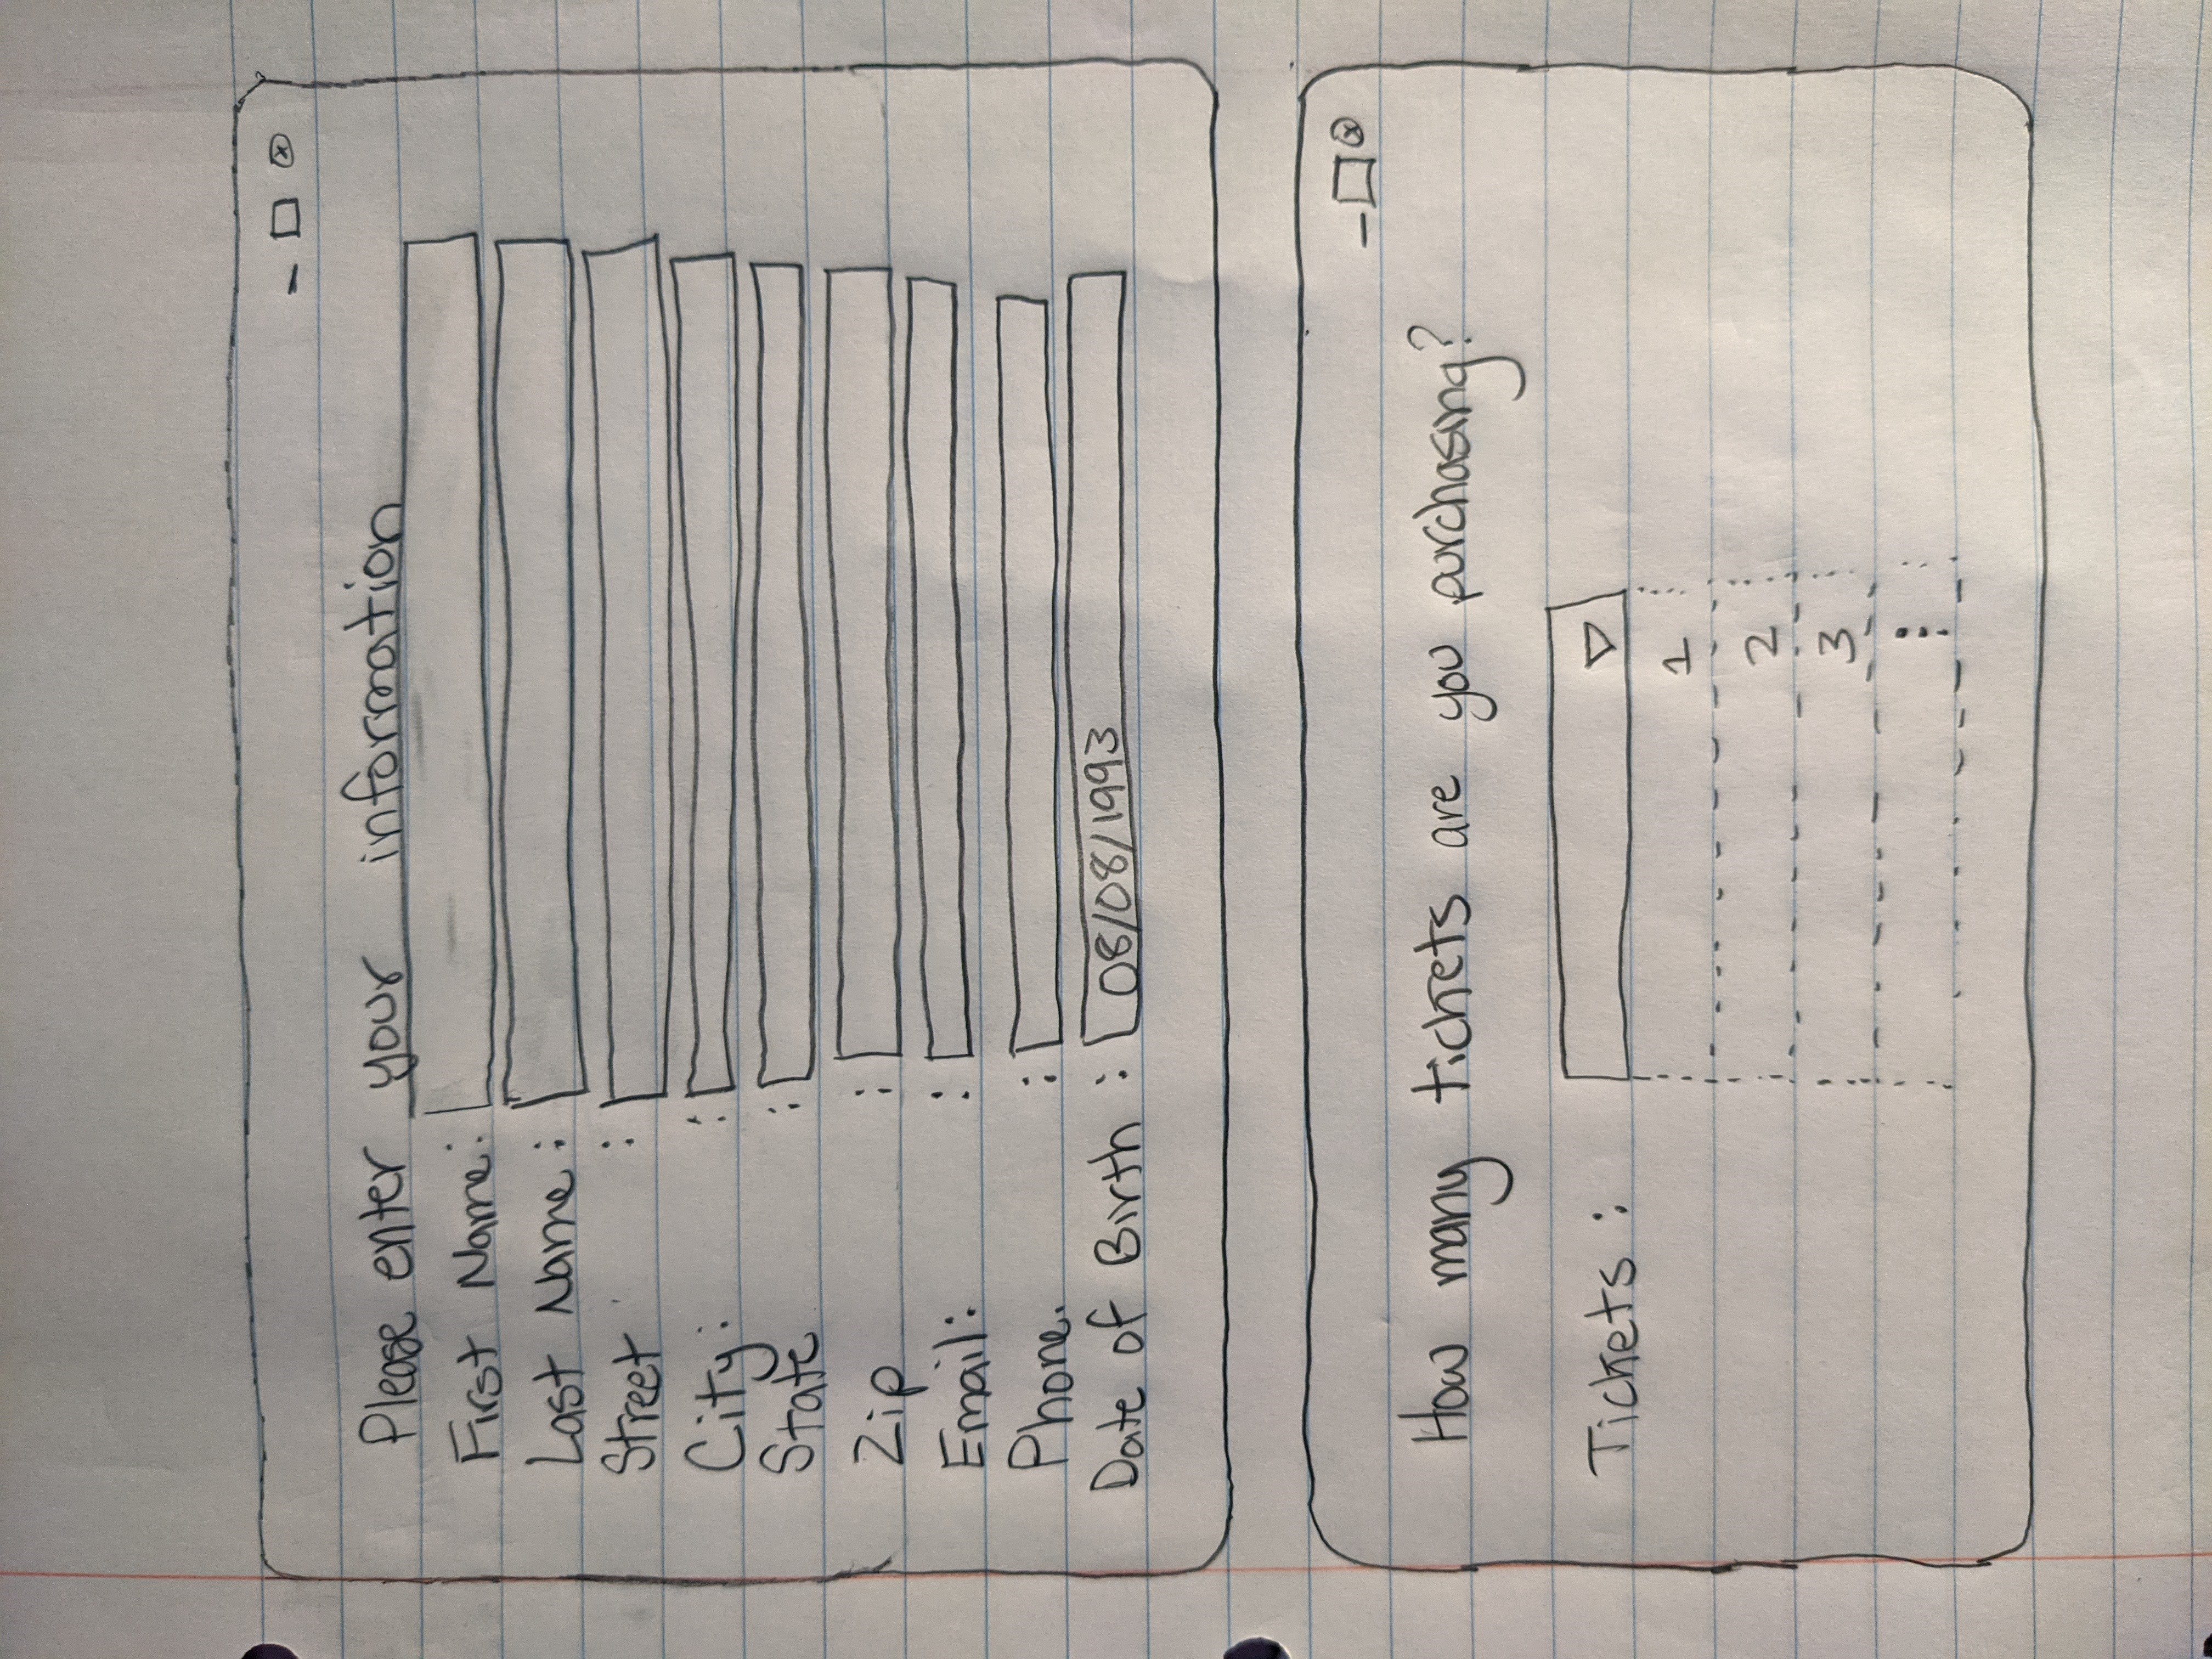 Please enter your information
First Name:
Last Name:
Street :
City: :
State :
Zip :
Email: :
Phone. :
Date of Birth : 08/08/1993
How many tickets are you purchasing?
Tickets :
1
2
3
⋮